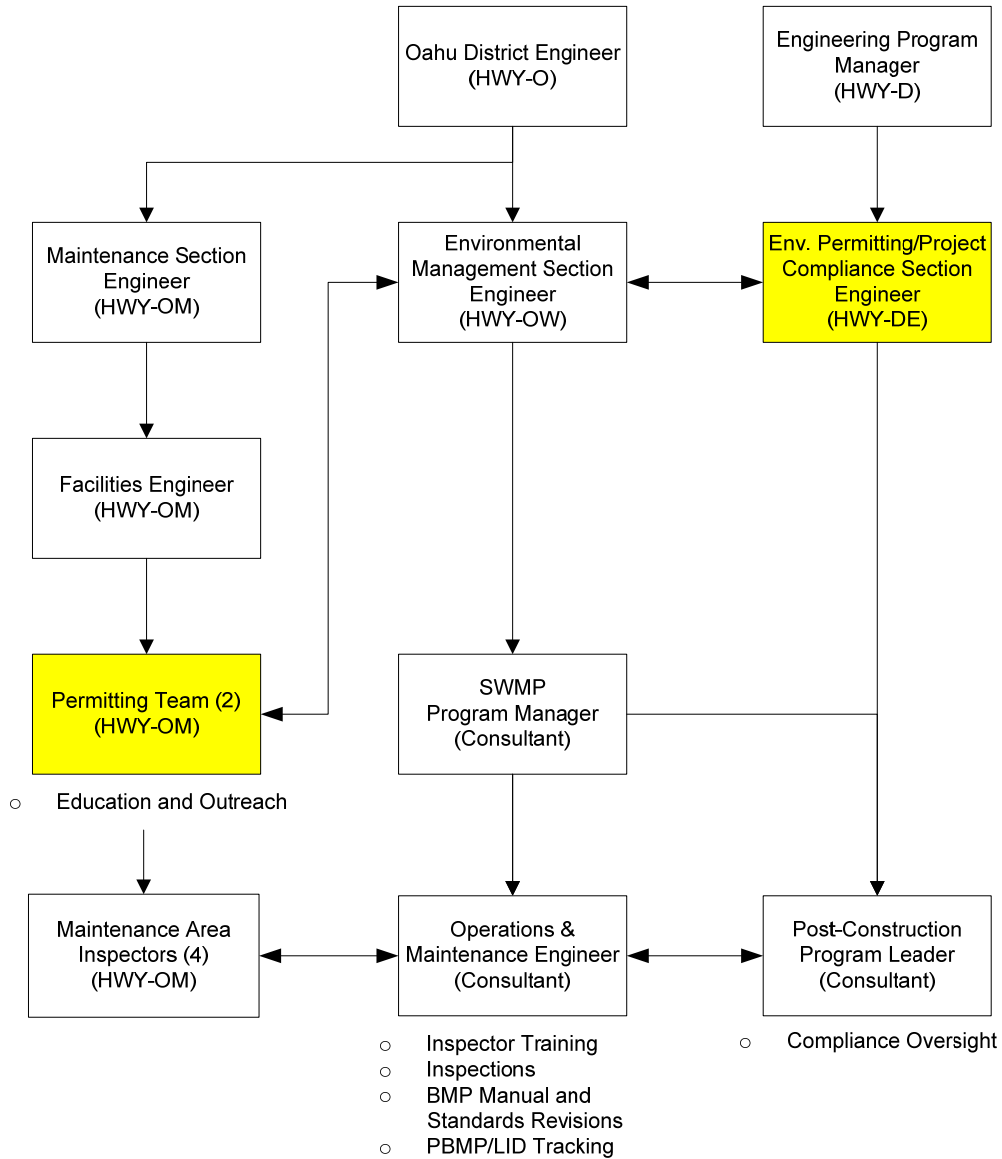 Oahu District Engineer
(HWY-O)
Engineering Program
Manager
(HWY-D)
Maintenance Section
Engineer
(HWY-OM)
Environmental
Management Section
Engineer
(HWY-OW)
Env. Permitting/Project
Compliance Section
Engineer
(HWY-DE)
Facilities Engineer
(HWY-OM)
Permitting Team (2)
(HWY-OM)
○ Education and Outreach
SWMP
Program Manager
(Consultant)
Maintenance Area
Inspectors (4)
(HWY-OM)
Operations &
Maintenance Engineer
(Consultant)
○ Inspector Training
○ Inspections
○ BMP Manual and
Standards Revisions
○ PBMP/LID Tracking
Post-Construction
Program Leader
(Consultant)
○ Compliance Oversight